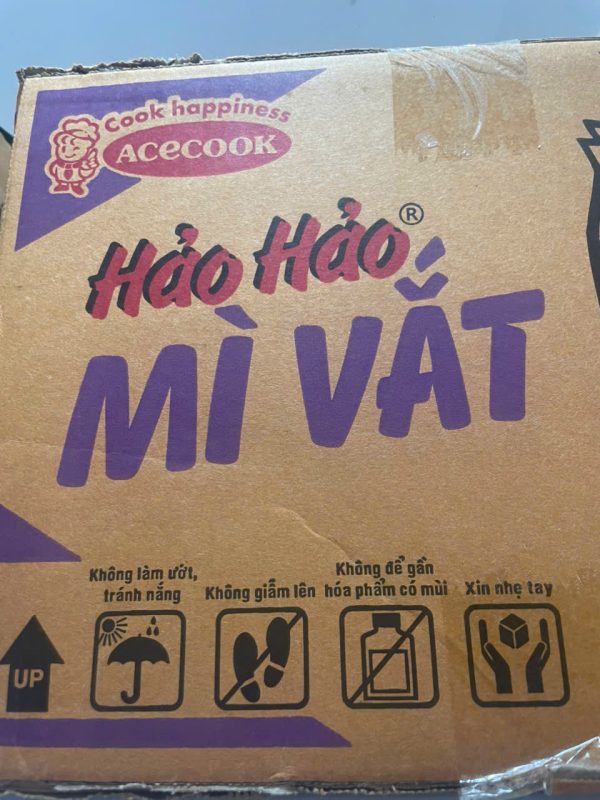 Cook happiness
ACECOOK
Hảo Hảo®
MÌ VẮT
Không làm ướt,
tránh nắng
Không giẫm lên
Không để gần
hóa phẩm có mùi
Xin nhẹ tay
UP